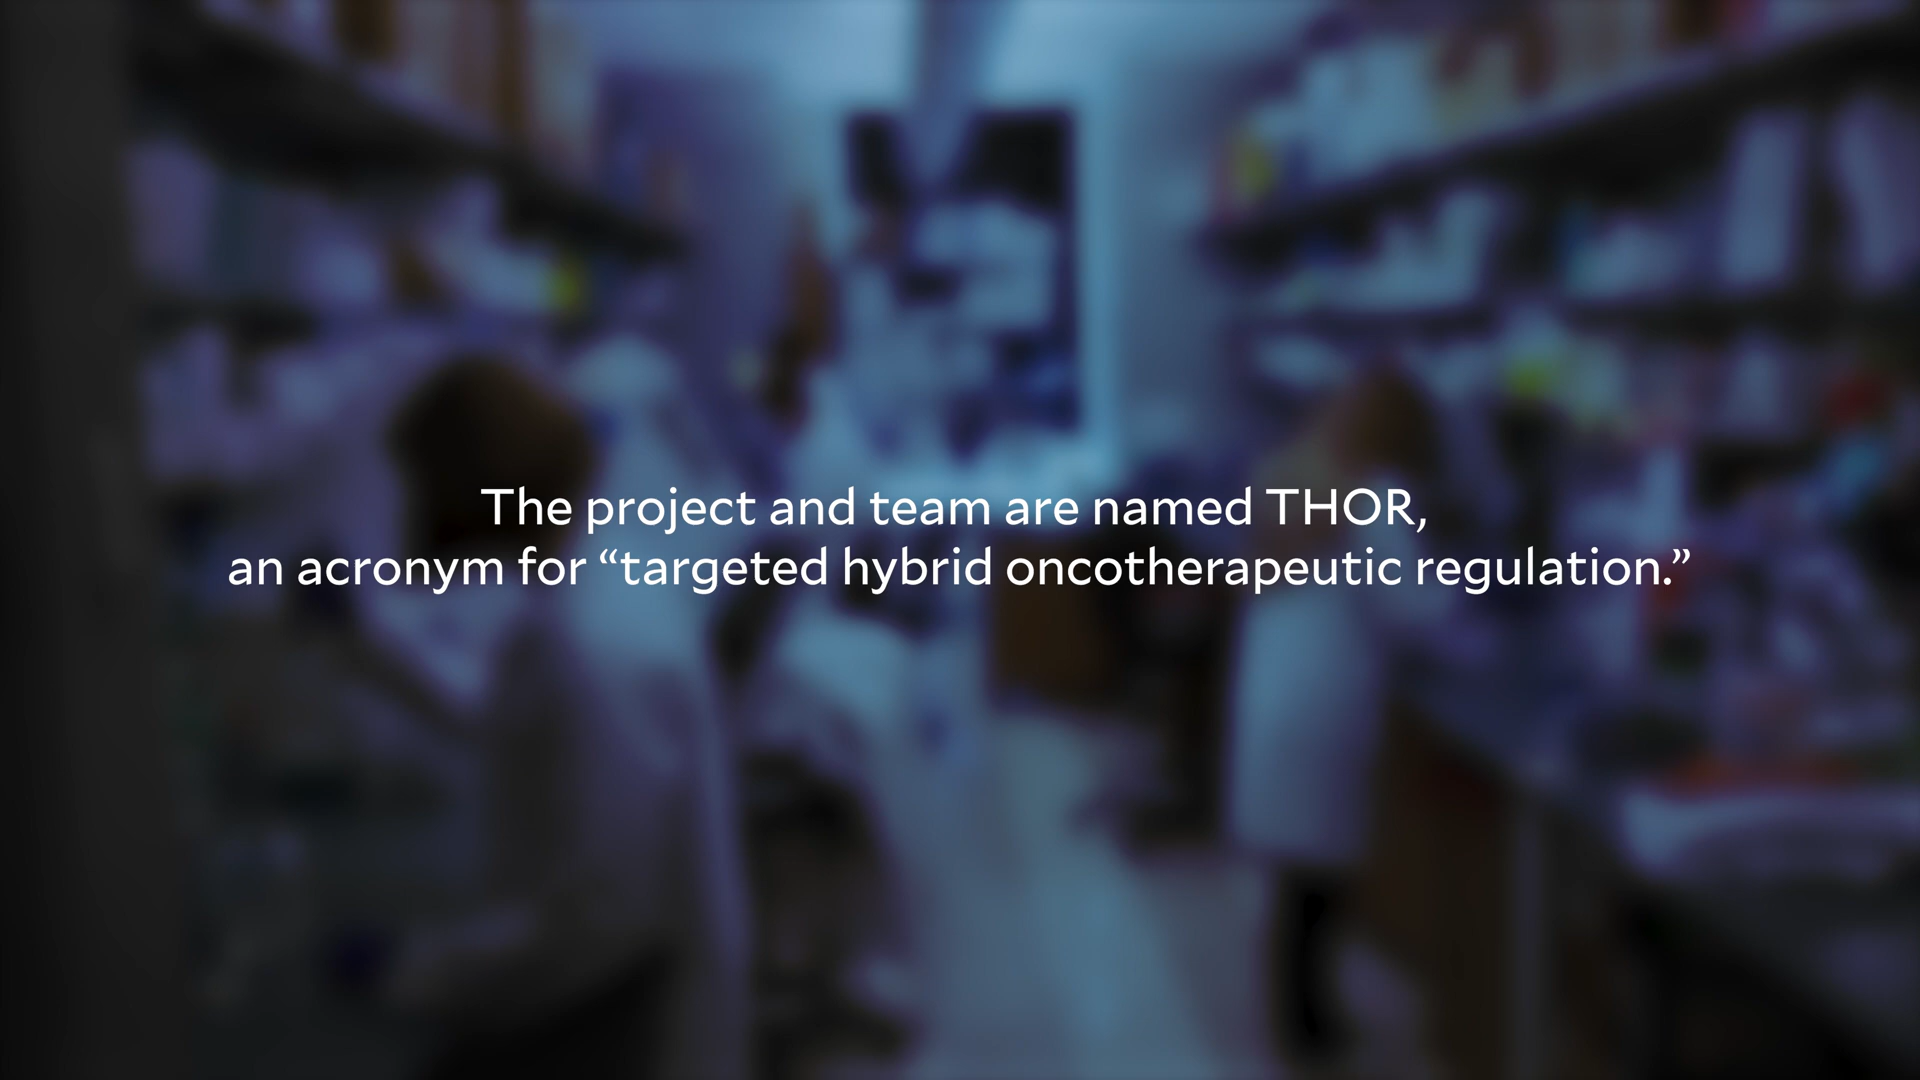 The project and team are named THOR,
an acronym for “targeted hybrid oncotherapeutic regulation.”